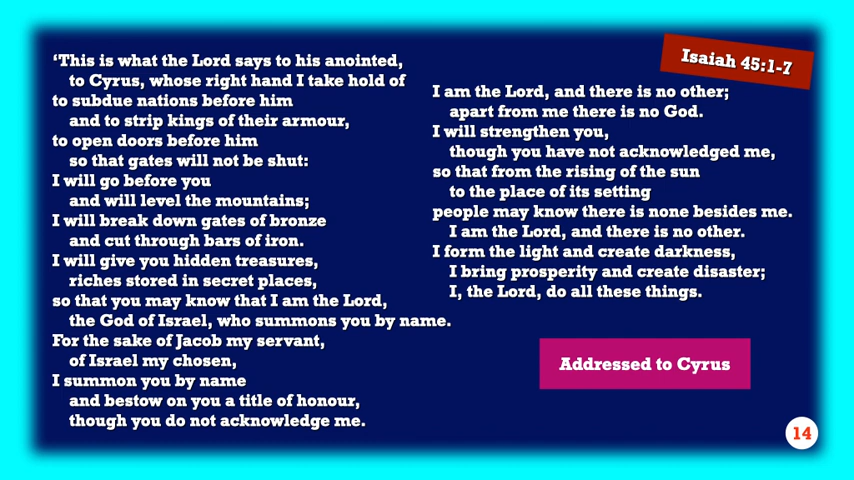 ‘This is what the Lord says to his anointed,
to Cyrus, whose right hand I take hold of
to subdue nations before him
and to strip kings of their armour,
to open doors before him
so that gates will not be shut:
I will go before you
and will level the mountains;
I will break down gates of bronze
and cut through bars of iron.
I will give you hidden treasures,
riches stored in secret places,
so that you may know that I am the Lord,
the God of Israel, who summons you by name.
For the sake of Jacob my servant,
of Israel my chosen,
I summon you by name
and bestow on you a title of honour,
though you do not acknowledge me.
Isaiah 45:1-7
I am the Lord, and there is no other;
apart from me there is no God.
I will strengthen you,
though you have not acknowledged me,
so that from the rising of the sun
to the place of its setting
people may know there is none besides me.
I am the Lord, and there is no other.
I form the light and create darkness,
I bring prosperity and create disaster;
I, the Lord, do all these things.
Addressed to Cyrus
14